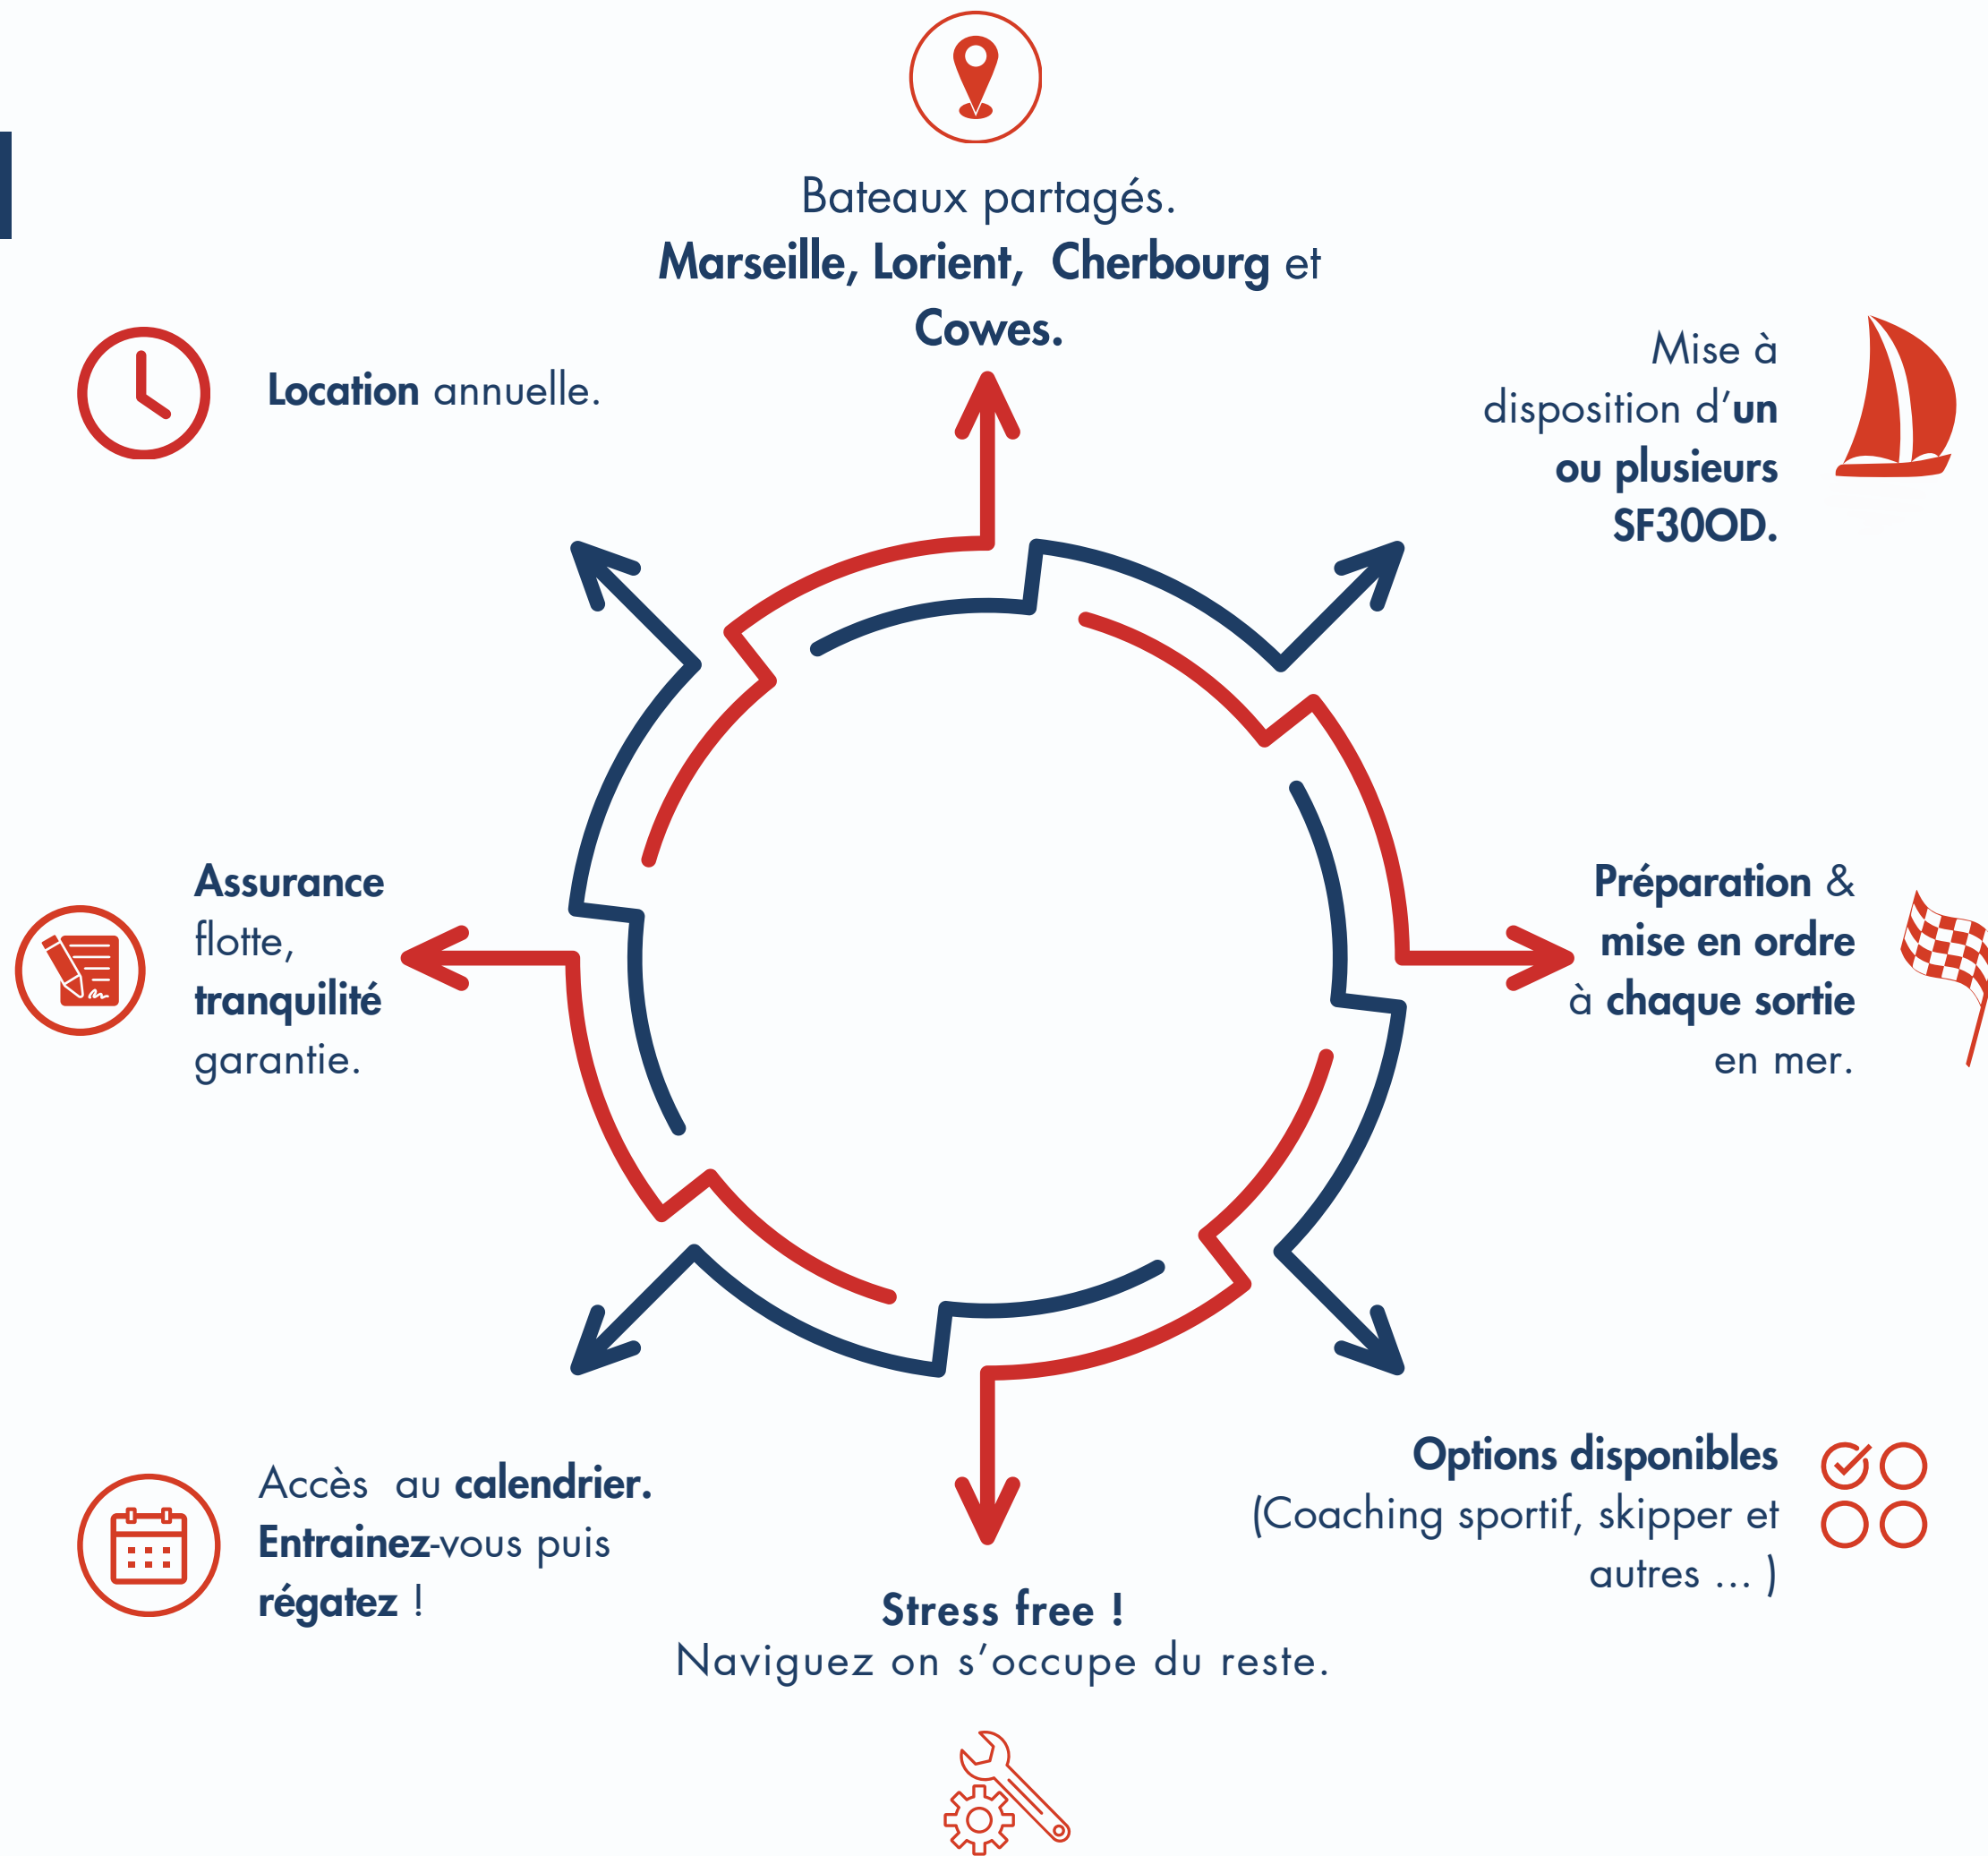 Bateaux partagés.
Marseille, Lorient, Cherbourg et
Cowes.
Location annuelle.
Mise à
disposition d'un
ou plusieurs
SF30OD.
Assurance
flotte,
tranquilité
garantie.
Préparation &
mise en ordre
à chaque sortie
en mer.
Accès au calendrier.
Entrainez-vous puis
régatez !
Options disponibles
(Coaching sportif, skipper et
autres ... )
Stress free !
Naviguez on s'occupe du reste.